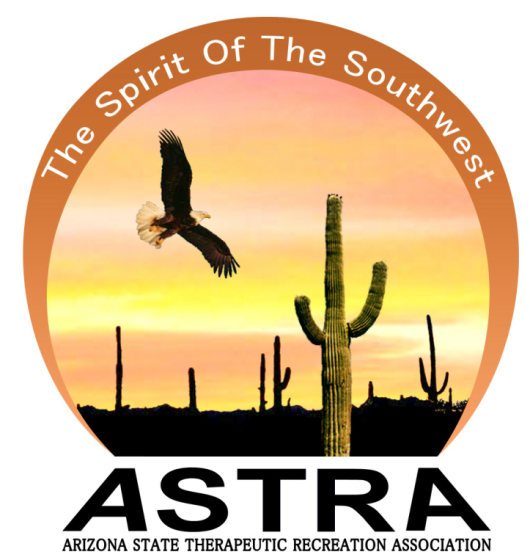 The Spirit Of The Southwest
ASTRA
ARIZONA STATE THERAPEUTIC RECREATION ASSOCIATION